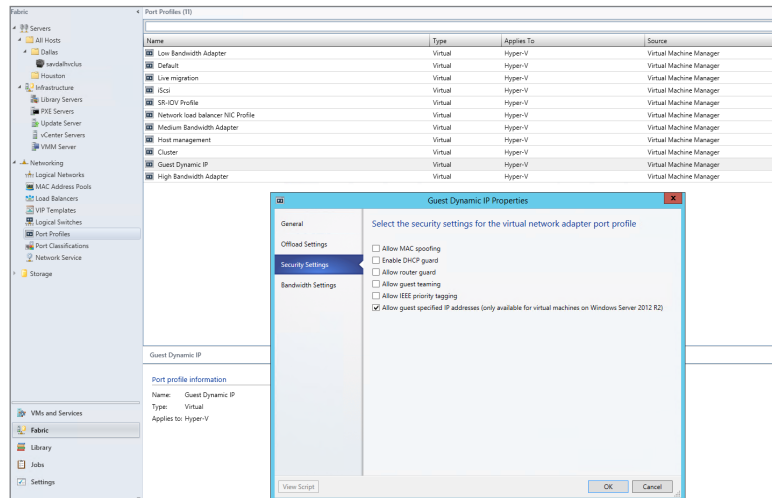 Fabric
Port Profiles (11)
Servers
All Hosts
Dallas
savdalhvclus
Houston
Infrastructure
Library Servers
PXE Servers
Update Server
vCenter Servers
VMM Server
Networking
Logical Networks
MAC Address Pools
Load Balancers
VIP Templates
Logical Switches
Port Profiles
Port Classifications
Network Service
Storage
Name Type Applies To Source
Low Bandwidth Adapter Virtual Hyper-V Virtual Machine Manager
Default Virtual Hyper-V Virtual Machine Manager
Live migration Virtual Hyper-V Virtual Machine Manager
iScsi Virtual Hyper-V Virtual Machine Manager
SR-IOV Profile Virtual Hyper-V Virtual Machine Manager
Network load balancer NIC Profile Virtual Hyper-V Virtual Machine Manager
Medium Bandwidth Adapter Virtual Hyper-V Virtual Machine Manager
Host management Virtual Hyper-V Virtual Machine Manager
Cluster Virtual Hyper-V Virtual Machine Manager
Guest Dynamic IP Virtual Hyper-V Virtual Machine Manager
High Bandwidth Adapter Virtual Hyper-V Virtual Machine Manager
Guest Dynamic IP Properties
General
Offload Settings
Security Settings
Bandwidth Settings
Select the security settings for the virtual network adapter port profile
Allow MAC spoofing
Enable DHCP guard
Allow router guard
Allow guest teaming
Allow IEEE priority tagging
Allow guest specified IP addresses (only available for virtual machines on Windows Server 2012 R2)
View Script
OK
Cancel
Guest Dynamic IP
Port profile information
Name: Guest Dynamic IP
Type: Virtual
Applies to: Hyper-V
VMs and Services
Fabric
Library
Jobs
Settings